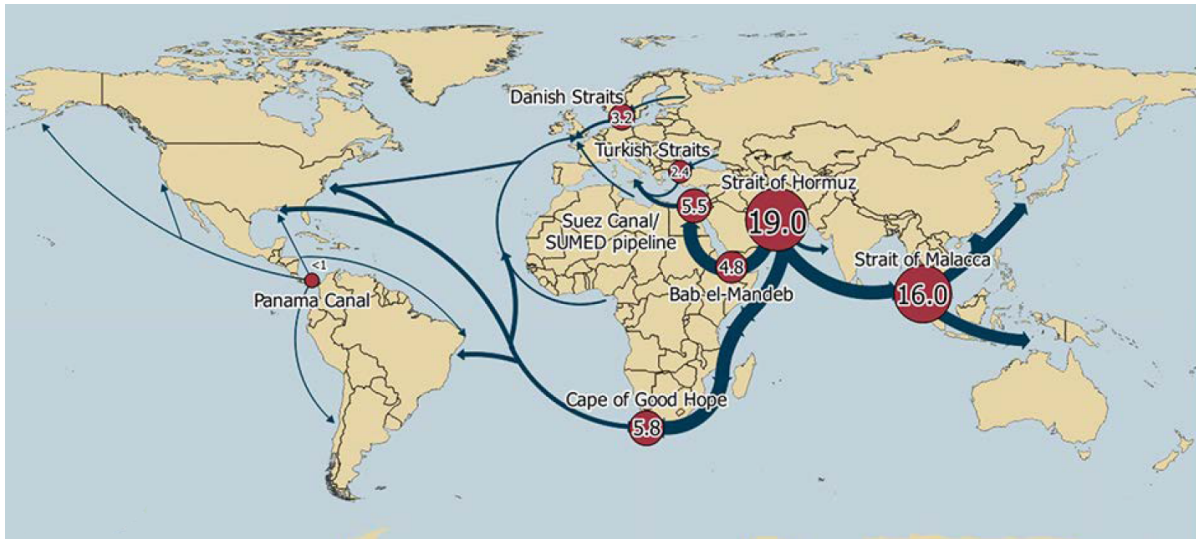 Danish Straits
3.2
Turkish Straits
2.4
Strait of Hormuz
19.0
5.5
Suez Canal/
SUMED pipeline
4.8
Bab el-Mandeb
Strait of Malacca
16.0
<1
Panama Canal
Cape of Good Hope
5.8